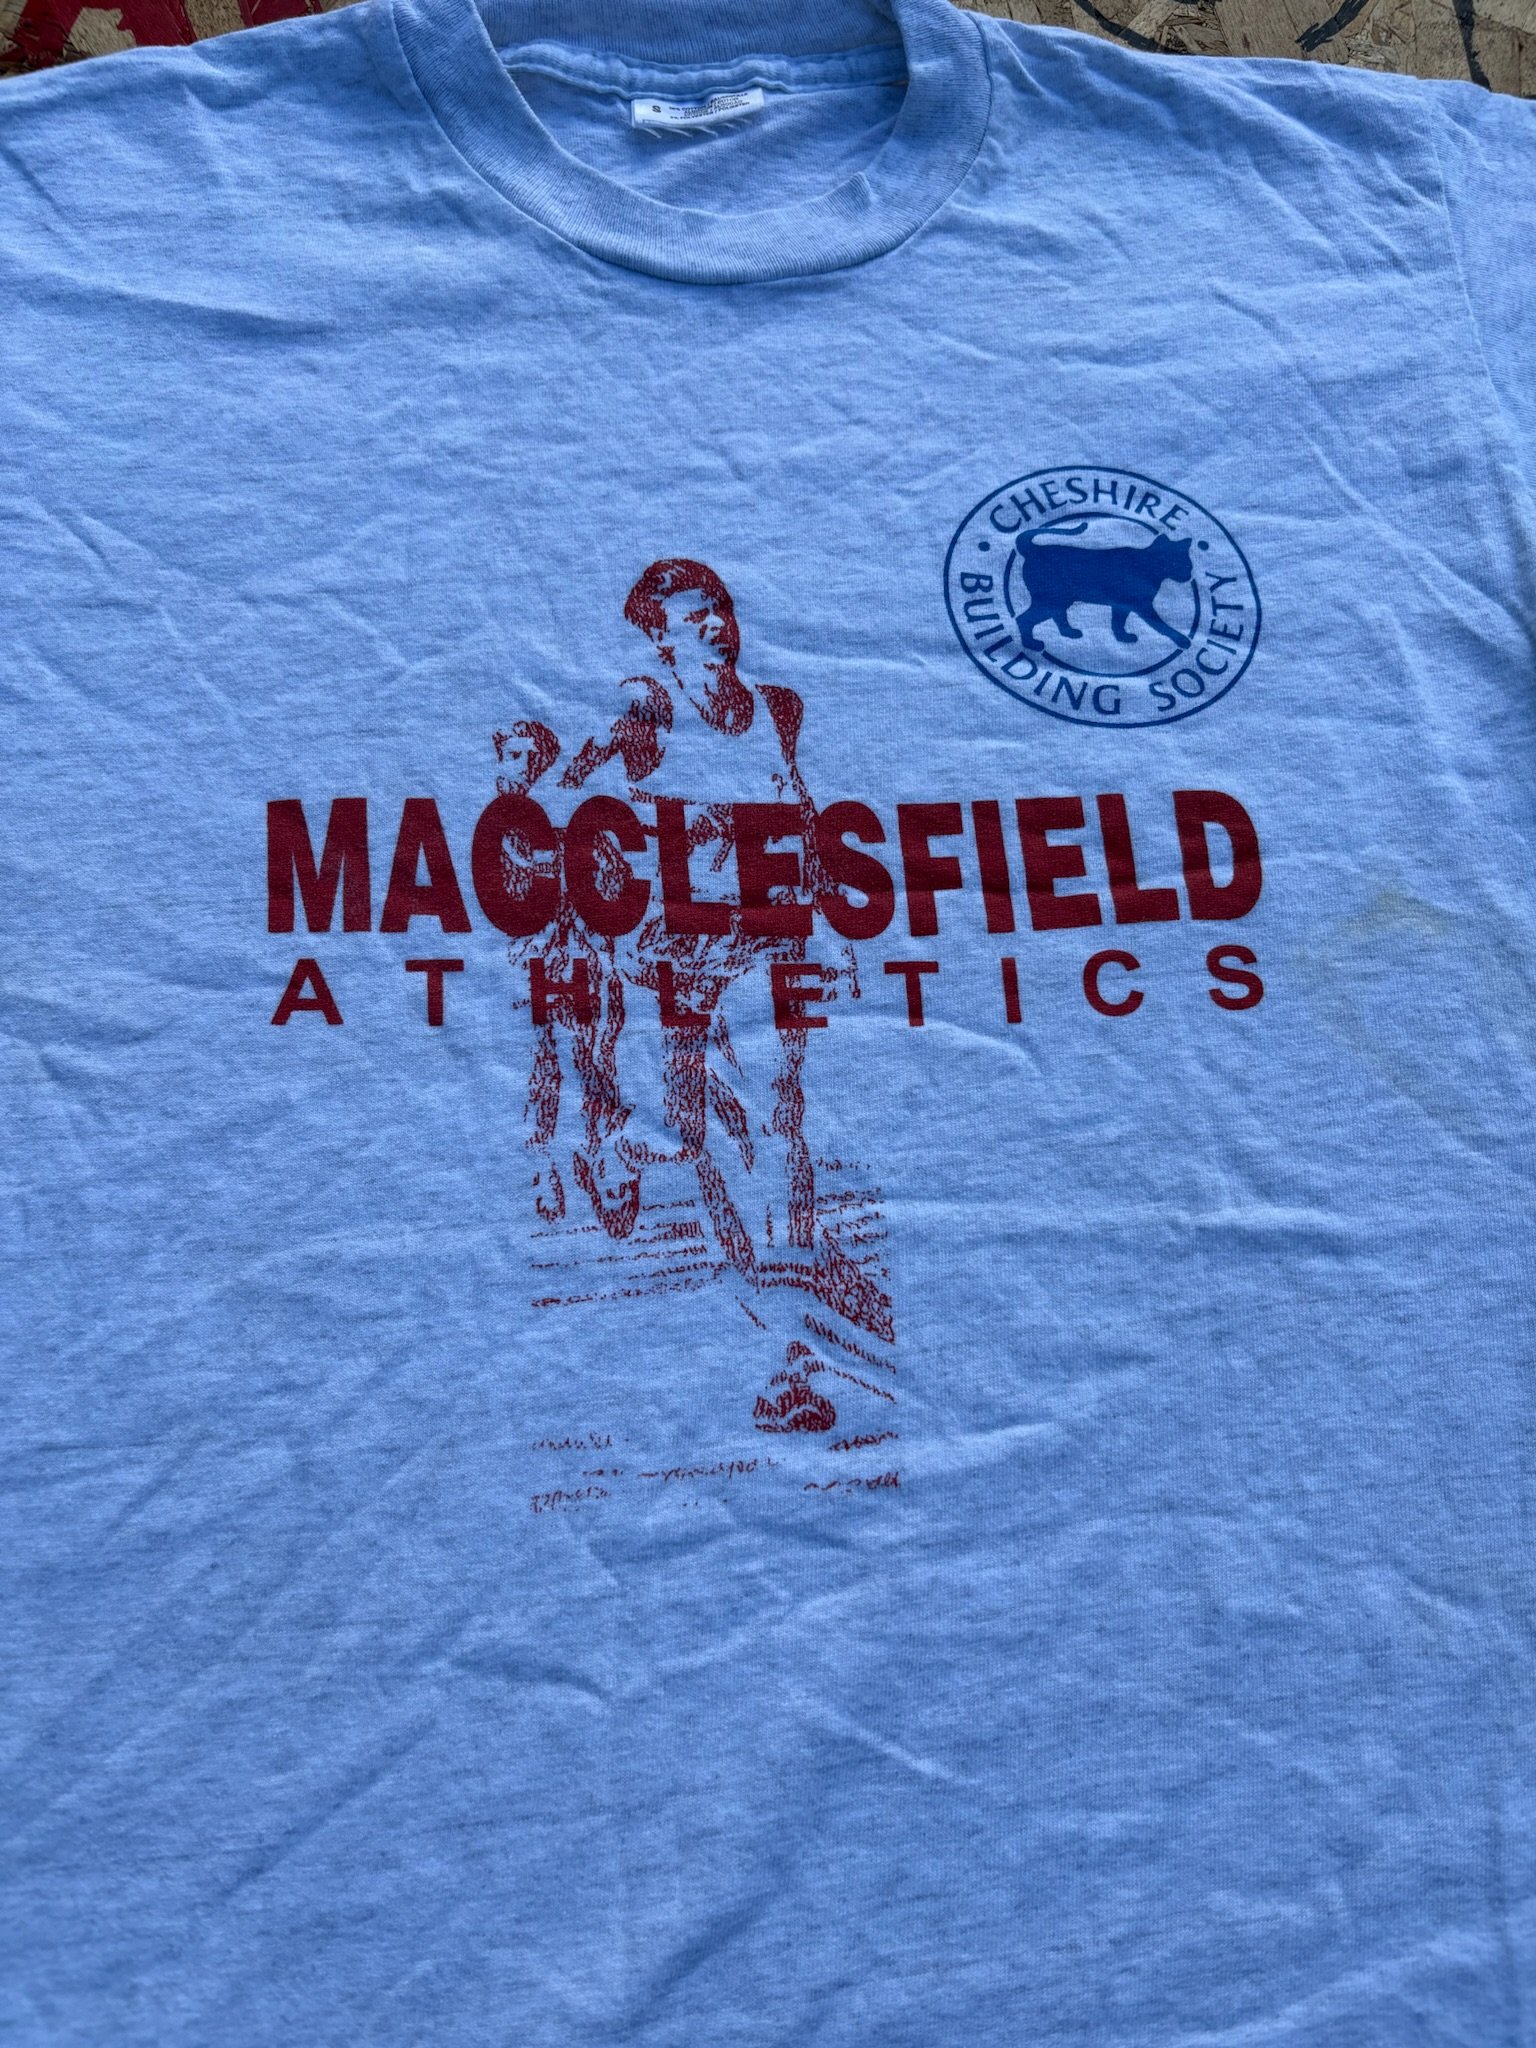 S
CHESHIRE
BUILDING SOCIETY
MACCLESFIELD
ATHLETICS